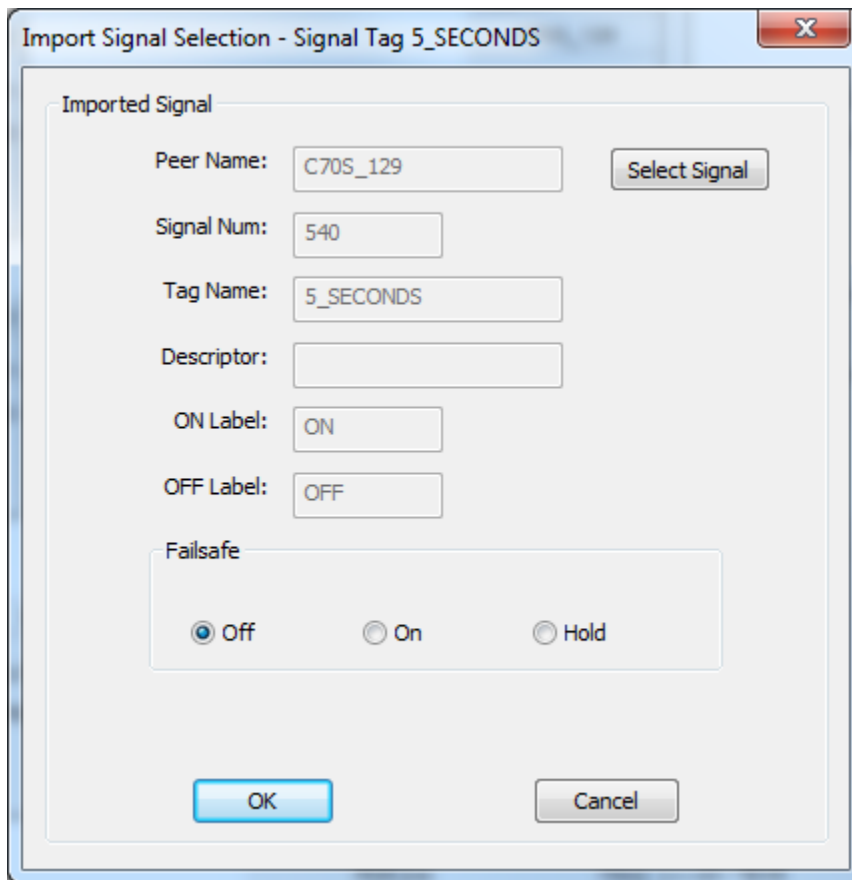 Import Signal Selection - Signal Tag 5_SECONDS
Imported Signal
Peer Name: C70S_129 Select Signal
Signal Num: 540
Tag Name: 5_SECONDS
Descriptor:
ON Label: ON
OFF Label: OFF
Failsafe
Off On Hold
OK Cancel